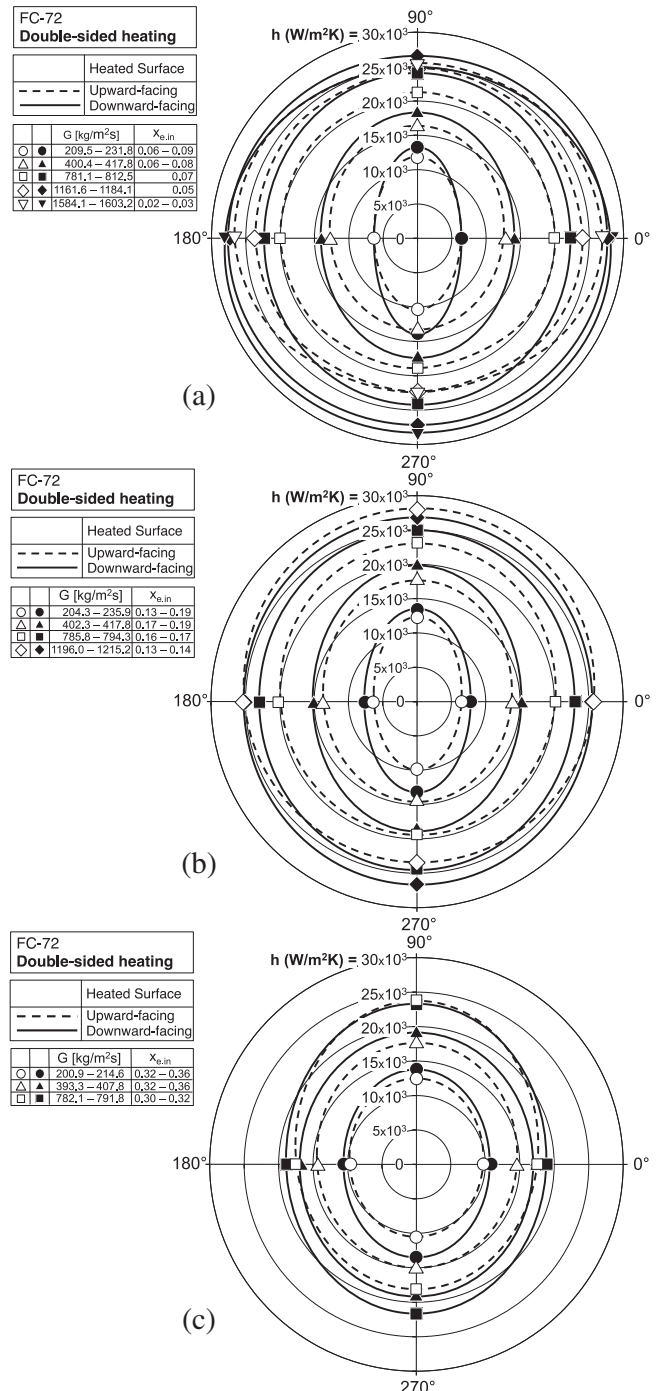 90°
FC-72
Double-sided heating
h (W/m²K) = 30x10³
25x10³
20x10³
15x10³
10x10³
5x10³
0
Heated Surface
Upward-facing
Downward-facing
G [kg/m²s] xe.in
209.5 – 231.8 0.06 – 0.09
400.4 – 417.8 0.06 – 0.08
781.1 – 812.5 0.07
1161.6 – 1184.1 0.05
1584.1 – 1603.2 0.02 – 0.03
180° 0°
(a)
270°
90°
FC-72
Double-sided heating
h (W/m²K) = 30x10³
25x10³
20x10³
15x10³
10x10³
5x10³
0
Heated Surface
Upward-facing
Downward-facing
G [kg/m²s] xe.in
204.3 – 235.9 0.13 – 0.19
402.3 – 417.8 0.17 – 0.19
785.8 – 794.3 0.16 – 0.17
1196.0 – 1215.2 0.13 – 0.14
180° 0°
(b)
270°
90°
FC-72
Double-sided heating
h (W/m²K) = 30x10³
25x10³
20x10³
15x10³
10x10³
5x10³
0
Heated Surface
Upward-facing
Downward-facing
G [kg/m²s] xe.in
200.9 – 214.6 0.32 – 0.36
393.3 – 407.8 0.32 – 0.36
782.1 – 791.8 0.30 – 0.32
180° 0°
(c)
270°